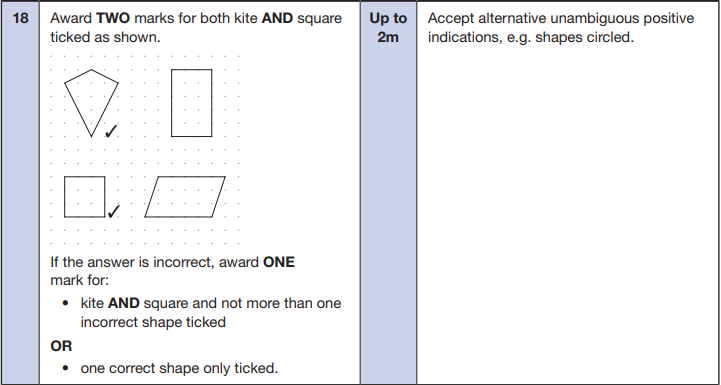 18
Award TWO marks for both kite AND square
ticked as shown.
If the answer is incorrect, award ONE
mark for:
• kite AND square and not more than one
incorrect shape ticked
OR
• one correct shape only ticked.
Up to
2m
Accept alternative unambiguous positive
indications, e.g. shapes circled.